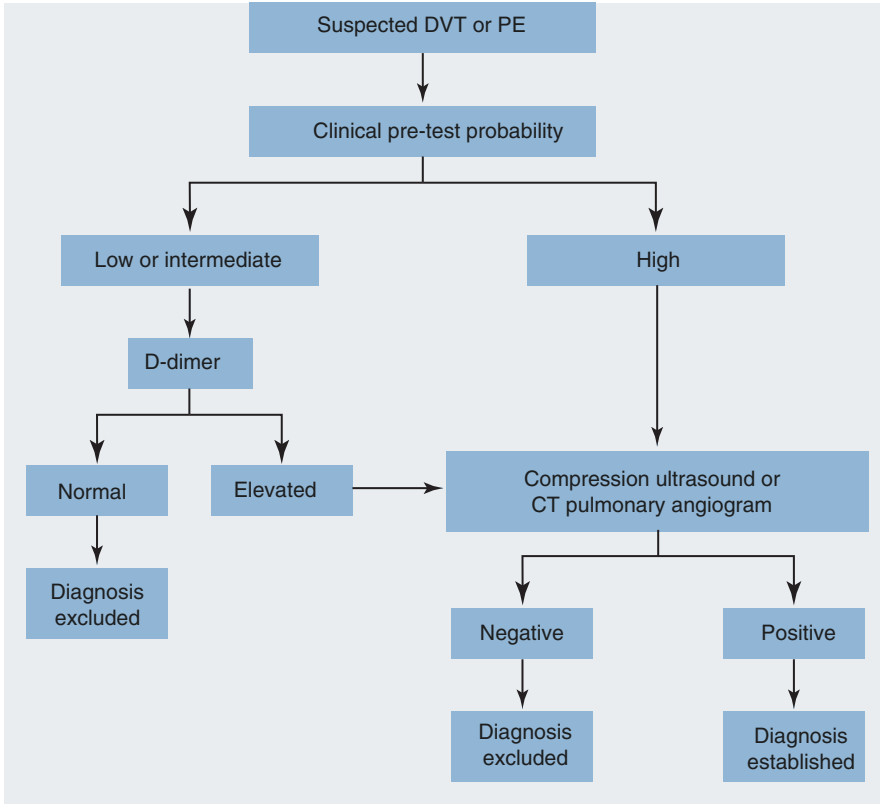 Suspected DVT or PE
Clinical pre-test probability
Low or intermediate
High
D-dimer
Normal
Elevated
Compression ultrasound or
CT pulmonary angiogram
Diagnosis
excluded
Negative
Positive
Diagnosis
excluded
Diagnosis
established